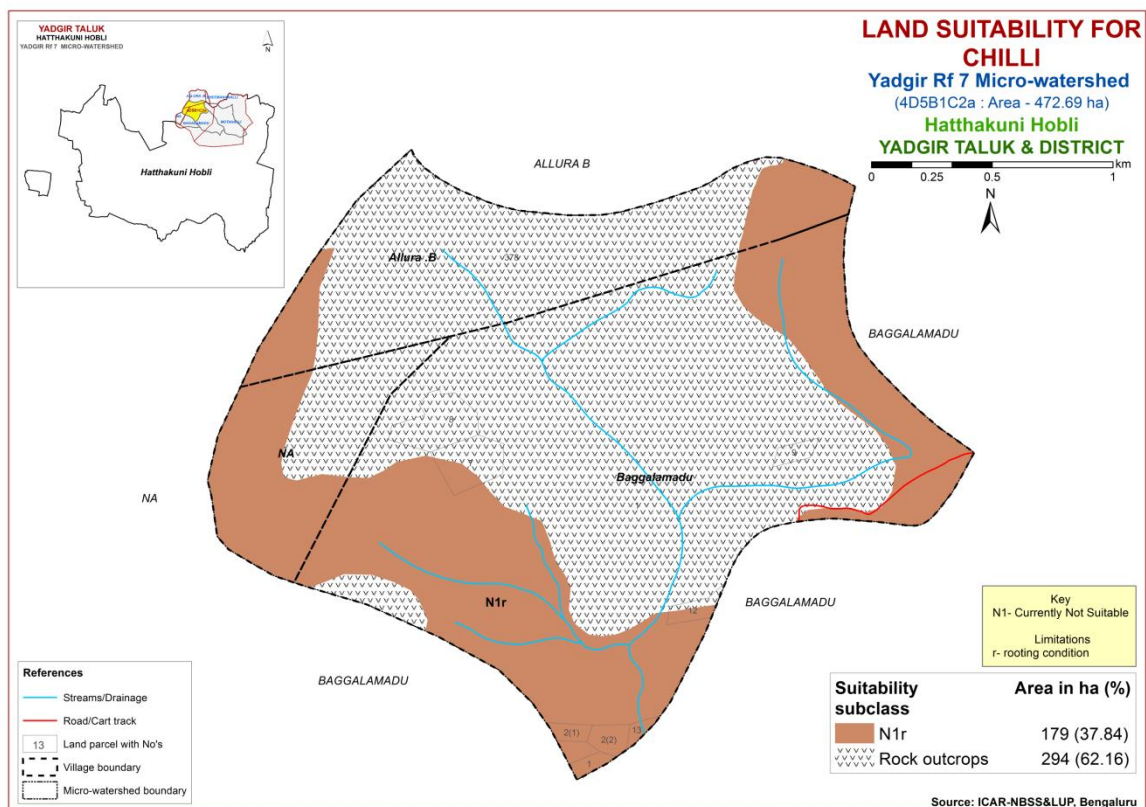 YADGIR TALUK
HATTHAKUNI HOBLI
YADGIR Rf 7 MICRO-WATERSHED
N
Hatthakuni Hobli
LAND SUITABILITY FOR
CHILLI
Yadgir Rf 7 Micro-watershed
(4D5B1C2a : Area - 472.69 ha)
Hatthakuni Hobli
YADGIR TALUK & DISTRICT
km
0 0.25 0.5 1
N
ALLURA B
Allura .B
378
BAGGALAMADU
8
7
9
NA
Baggalamadu
1
NA
N1r
12
BAGGALAMADU
BAGGALAMADU
2(1)
2(2)
13
1
Key
N1- Currently Not Suitable
Limitations
r- rooting condition
References
Streams/Drainage
Road/Cart track
13 Land parcel with No's
Village boundary
Micro-watershed boundary
Suitability subclass Area in ha (%)
N1r 179 (37.84)
Rock outcrops 294 (62.16)
Source: ICAR-NBSS&LUP, Bengaluru